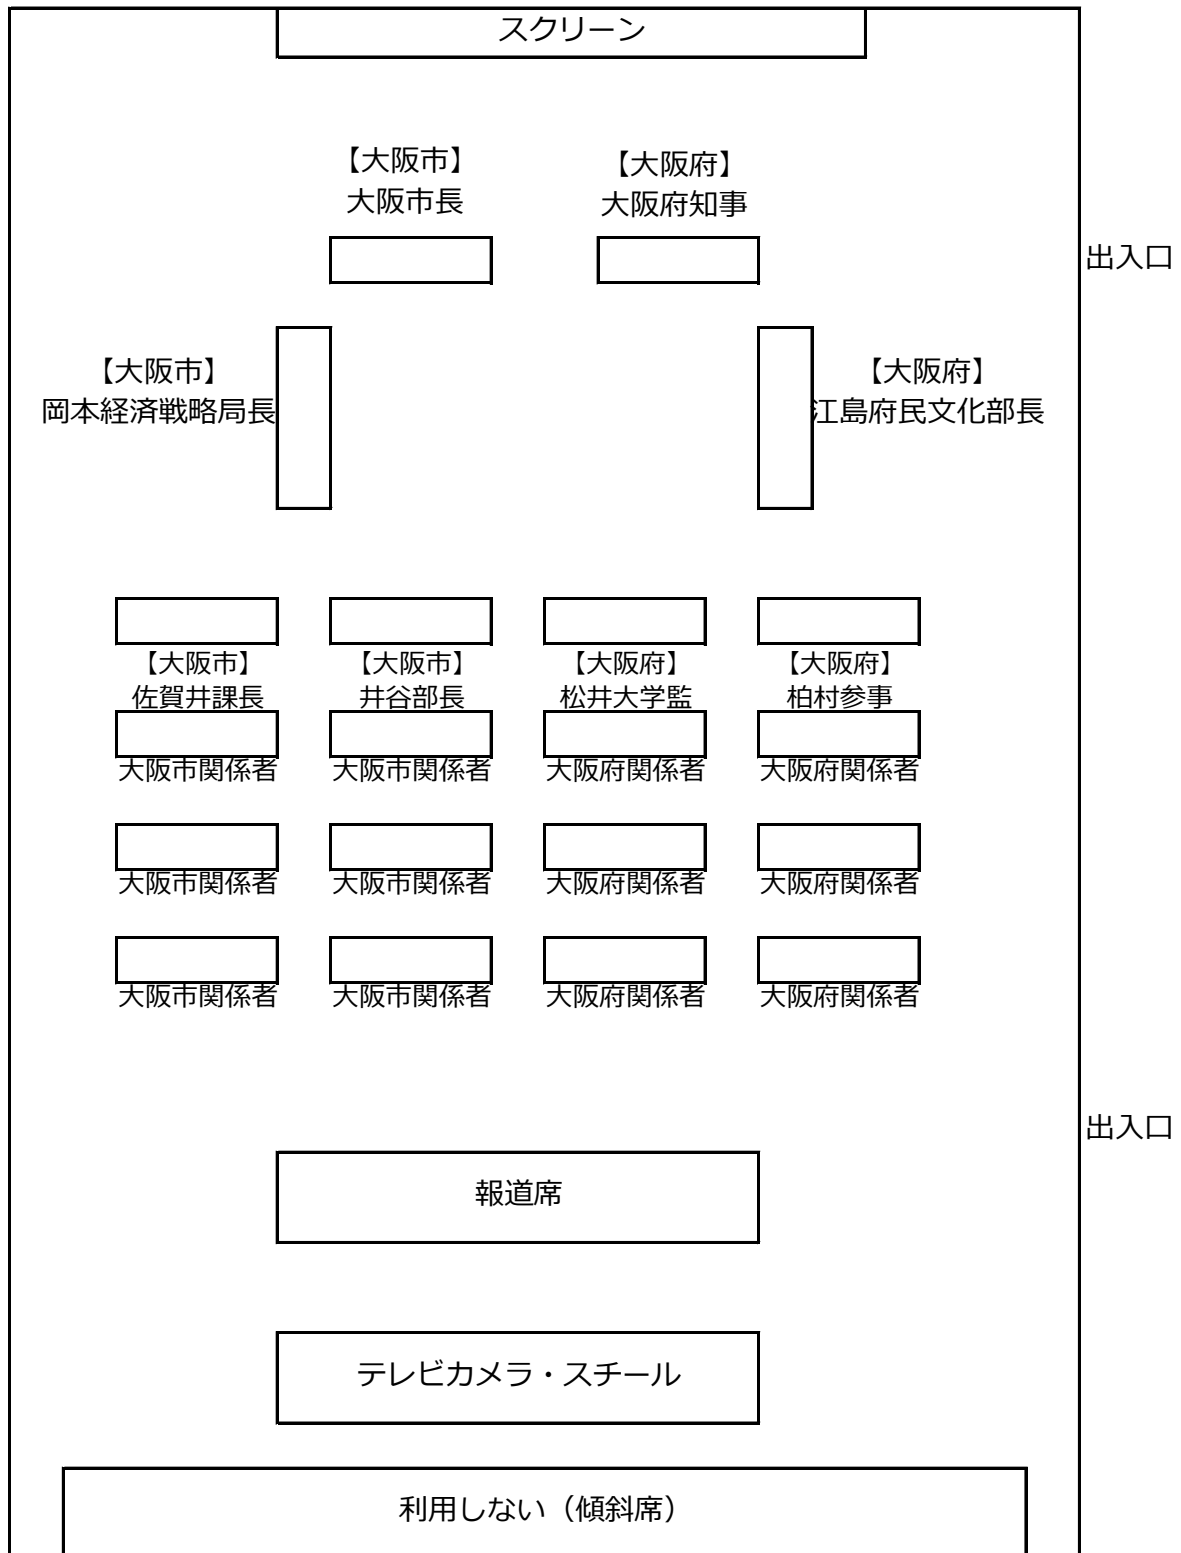 スクリーン
【大阪市】
大阪市長
【大阪府】
大阪府知事
出入口
【大阪市】
岡本経済戦略局長
【大阪府】
江島府民文化部長
【大阪市】
佐賀井課長
【大阪市】
井谷部長
【大阪府】
松井大学監
【大阪府】
柏村参事
大阪市関係者
大阪市関係者
大阪府関係者
大阪府関係者
大阪市関係者
大阪市関係者
大阪府関係者
大阪府関係者
大阪市関係者
大阪市関係者
大阪府関係者
大阪府関係者
出入口
報道席
テレビカメラ・スチール
利用しない（傾斜席）